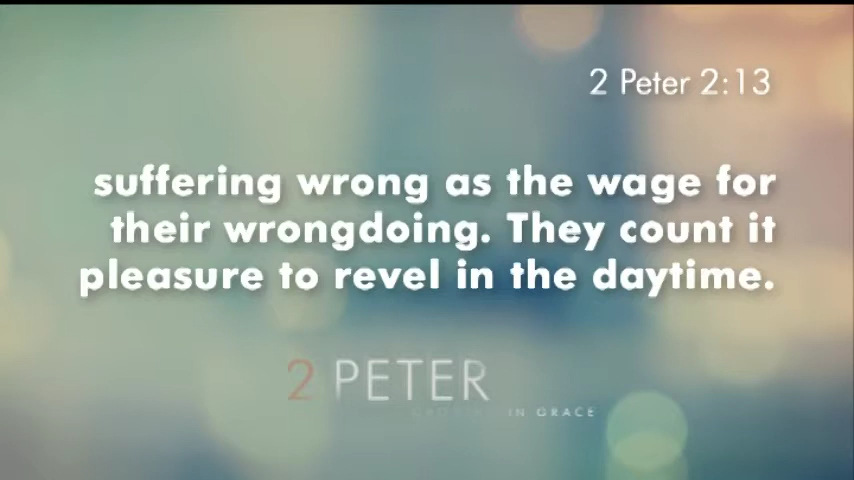 2 Peter 2:13
suffering wrong as the wage for
their wrongdoing. They count it
pleasure to revel in the daytime.
2 PETER
IN GRACE